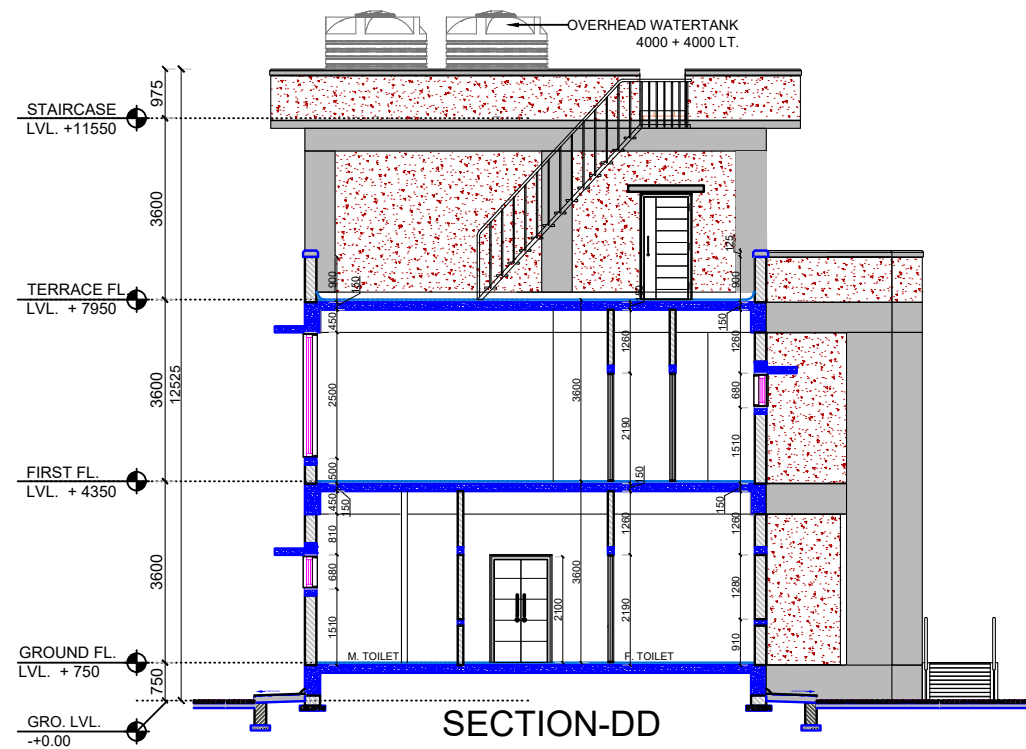 OVERHEAD WATERTANK
4000 + 4000 LT.
975
STAIRCASE
LVL. +11550
3600
125
900
150
900
TERRACE FL
LVL. + 7950
450
150
1260
1260
3600
12525
2500
3600
2190
680
1510
500
150
FIRST FL.
LVL. + 4350
450
150
150
1260
1260
810
3600
680
3600
2100
2190
1280
1510
910
GROUND FL.
LVL. + 750
M. TOILET
F. TOILET
750
GRO. LVL.
-+0.00
SECTION-DD